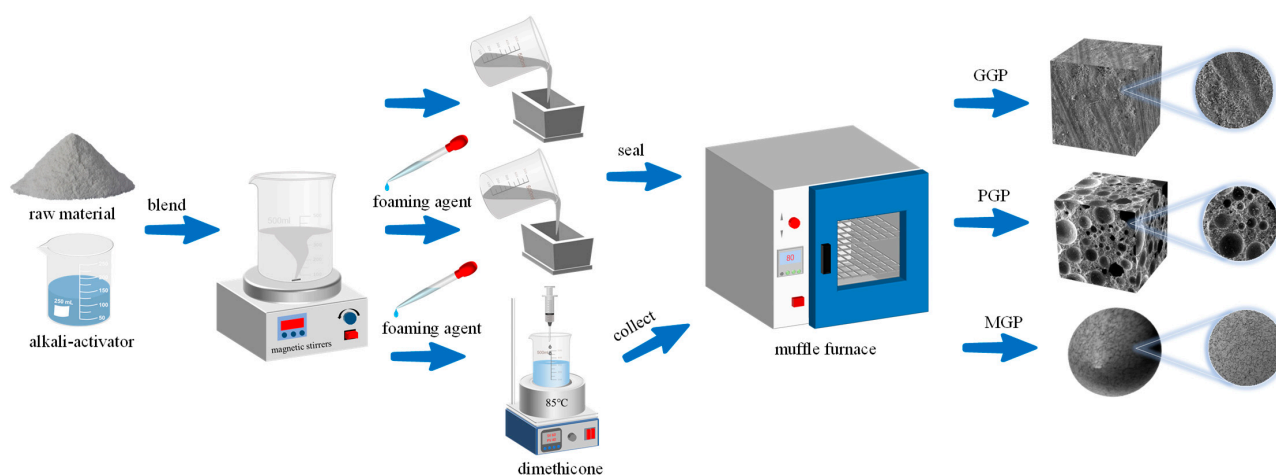 raw material
alkali-activator
250 mL
150
100
50
blend
500ml
magnetic stirrers
foaming agent
foaming agent
85°C
dimethicone
seal
collect
80
muffle furnace
GGP
PGP
MGP